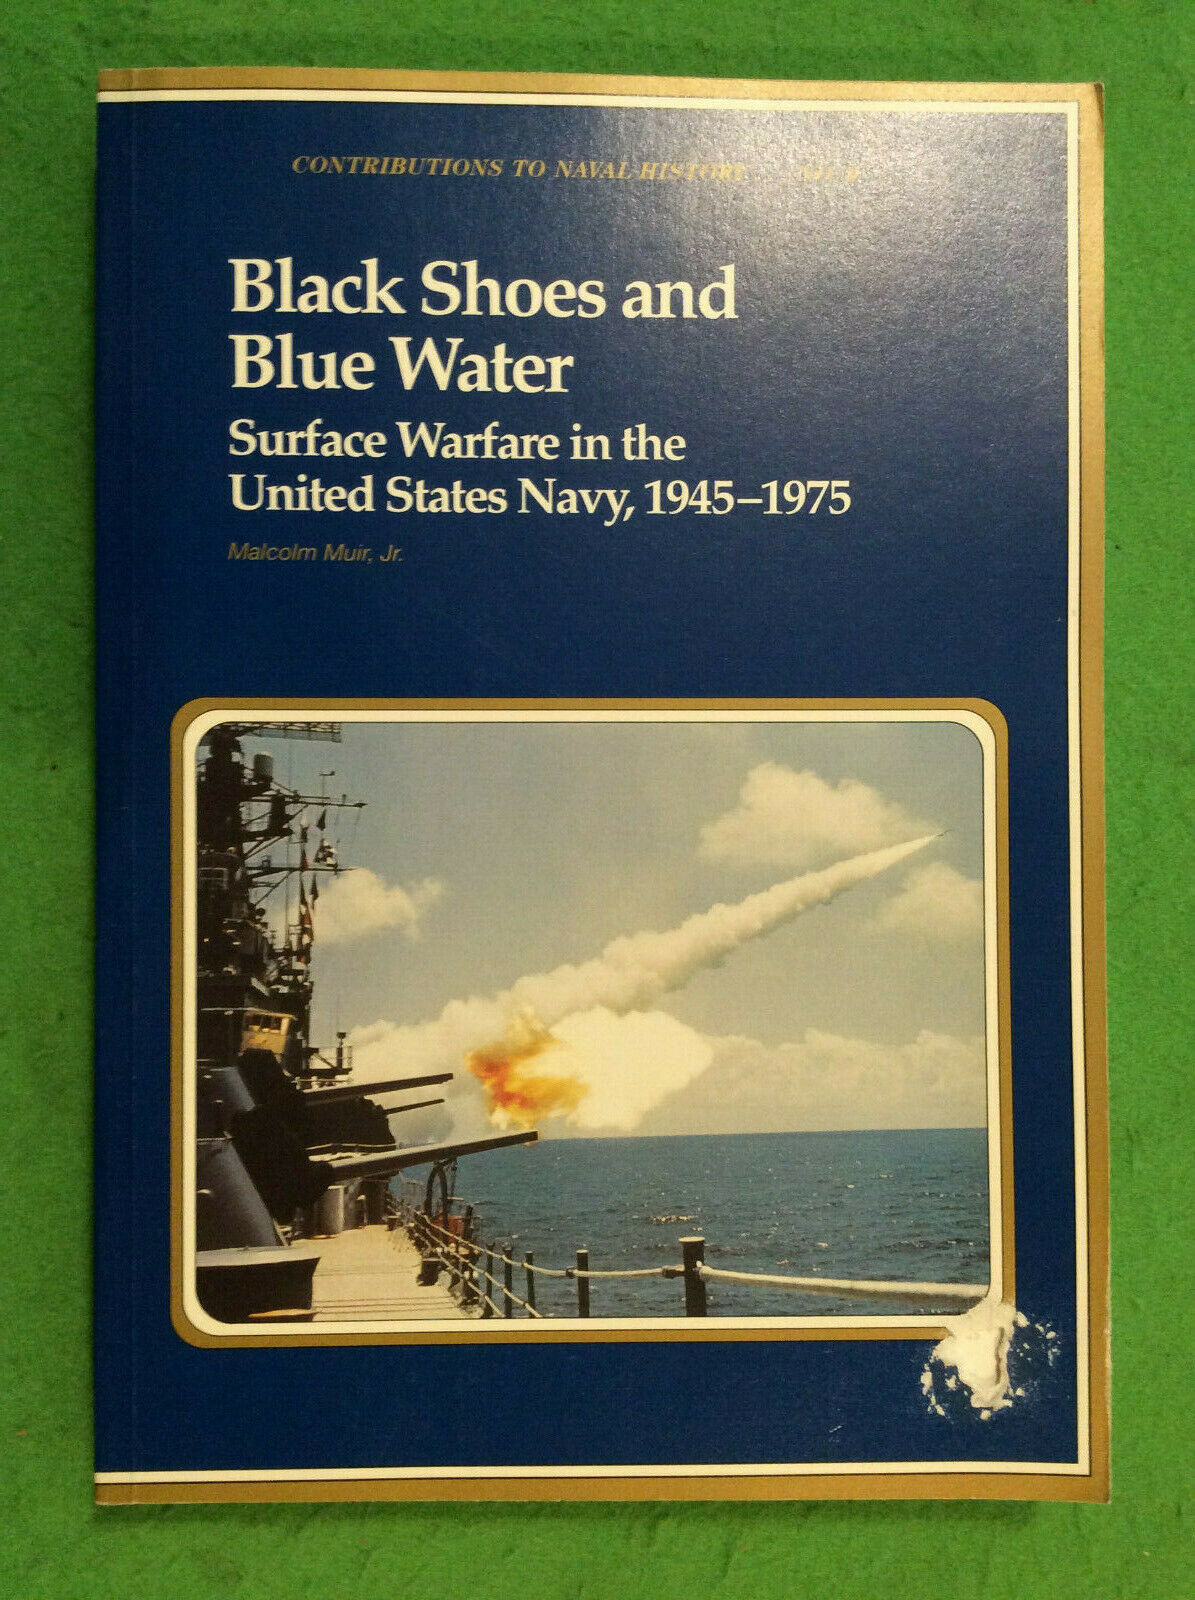 CONTRIBUTIONS TO NAVAL HISTORY
Black Shoes and
Blue Water
Surface Warfare in the
United States Navy, 1945–1975
Malcolm Muir, Jr.